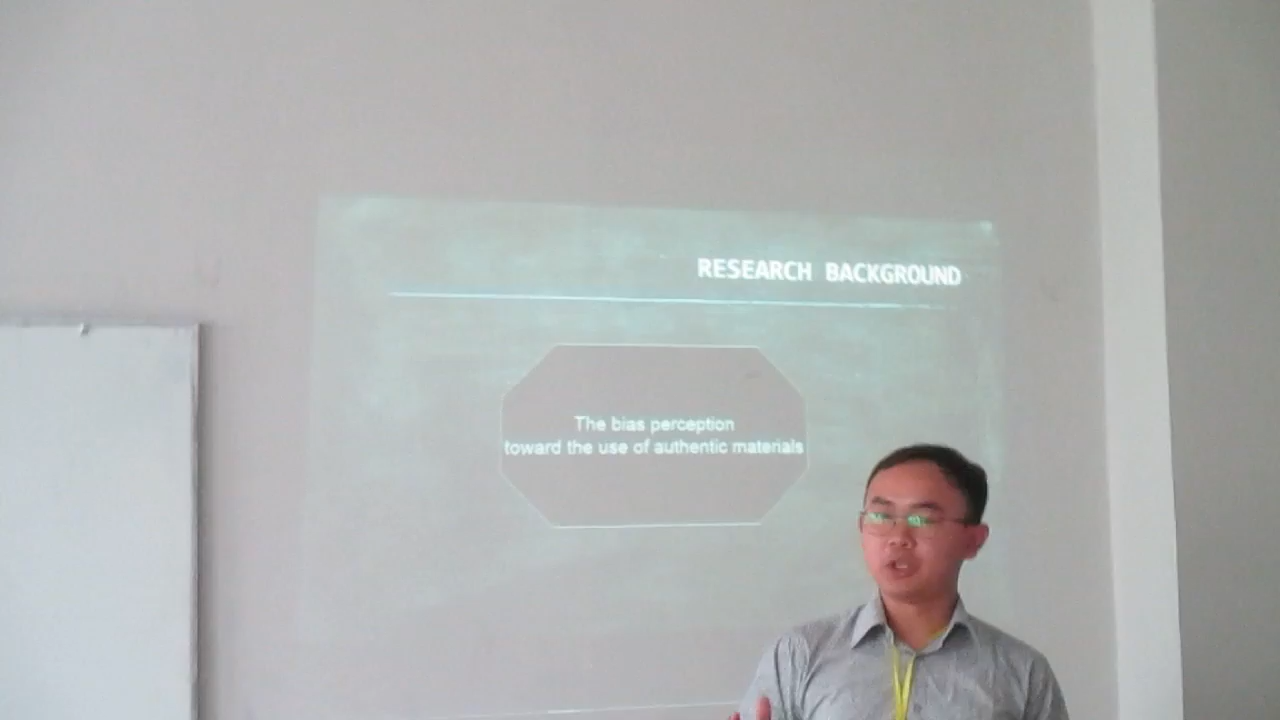 RESEARCH BACKGROUND
The bias perception
toward the use of authentic materials